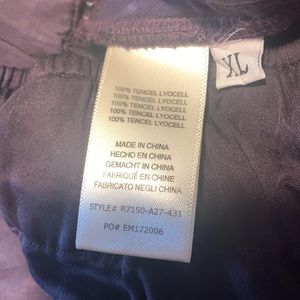 XL
100% TENCEL LYOCELL
100% TENCEL LYOCELL
100% TENCEL LYOCELL
100% TENCEL LYOCELL
100% TENCEL LYOCELL
MADE IN CHINA
HECHO EN CHINA
GEMACHT IN CHINA
FABRIQUÉ EN CHINE
FABRICATO NEGLI CHINA
STYLE# R7150-A27-431
PO# EM172006